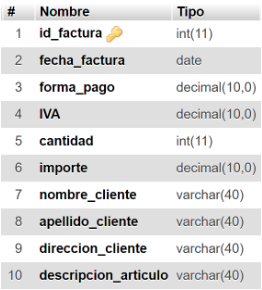 # Nombre Tipo
1 id_factura int(11)
2 fecha_factura date
3 forma_pago decimal(10,0)
4 IVA decimal(10,0)
5 cantidad int(11)
6 importe decimal(10,0)
7 nombre_cliente varchar(40)
8 apellido_cliente varchar(40)
9 direccion_cliente varchar(40)
10 descripcion_articulo varchar(40)